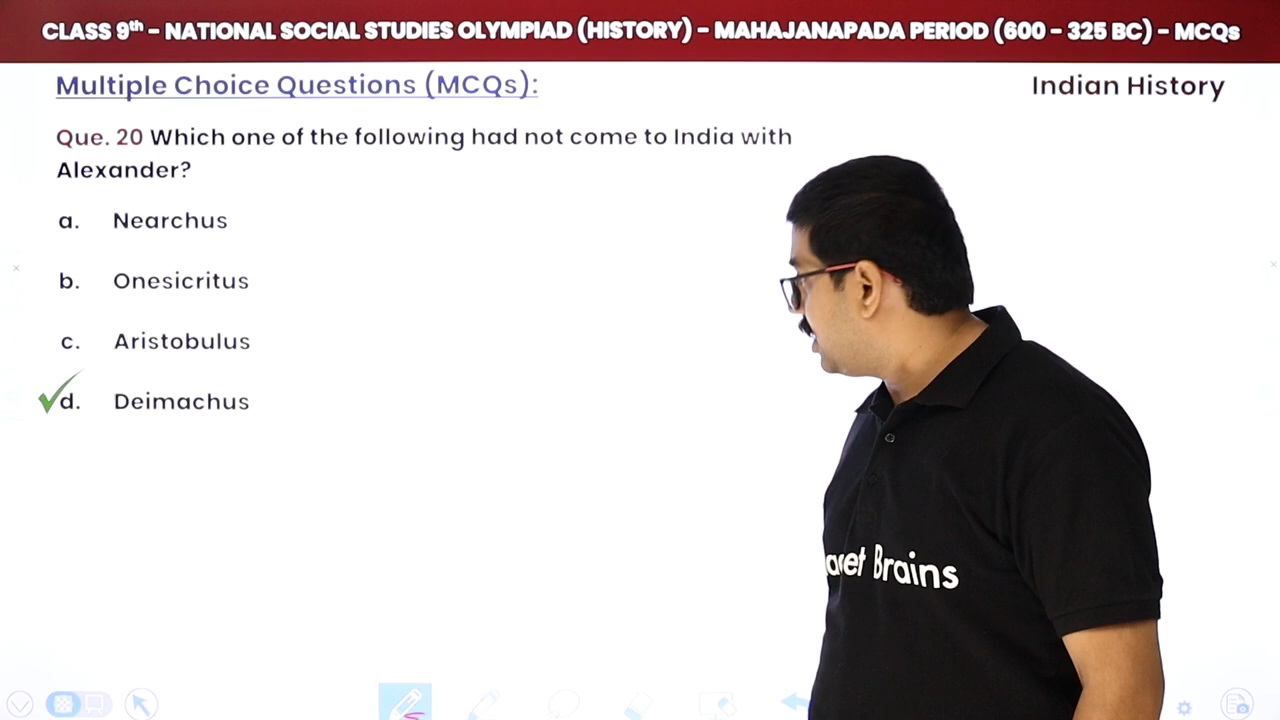 CLASS 9th - NATIONAL SOCIAL STUDIES OLYMPIAD (HISTORY) - MAHAJANAPADA PERIOD (600 - 325 BC) - MCQs
Multiple Choice Questions (MCQs):
Indian History
Que. 20 Which one of the following had not come to India with
Alexander?
a. Nearchus
b. Onesicritus
c. Aristobulus
d. Deimachus
Brains